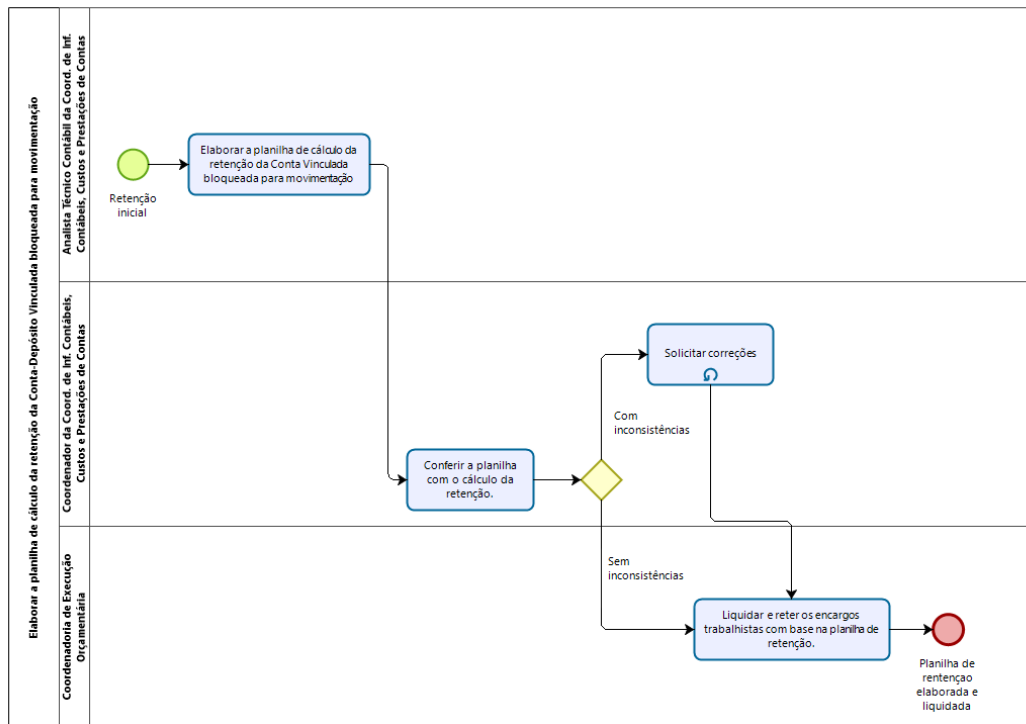 Elaborar a planilha de cálculo da retenção da Conta-Depósito Vinculada bloqueada para movimentação
Analista Técnico Contábil da Coord. de Inf.
Contábeis, Custos e Prestações de Contas
Retenção
inicial
Elaborar a planilha de cálculo da
retenção da Conta Vinculada
bloqueada para movimentação
Coordenador da Coord. de Inf. Contábeis,
Custos e Prestações de Contas
Conferir a planilha
com o cálculo da
retenção.
Com
inconsistências
Solicitar correções
Coordenadoria de Execução
Orçamentária
Sem
inconsistências
Liquidar e reter os encargos
trabalhistas com base na planilha de
retenção.
Planilha de
rentençao
elaborada e
liquidada